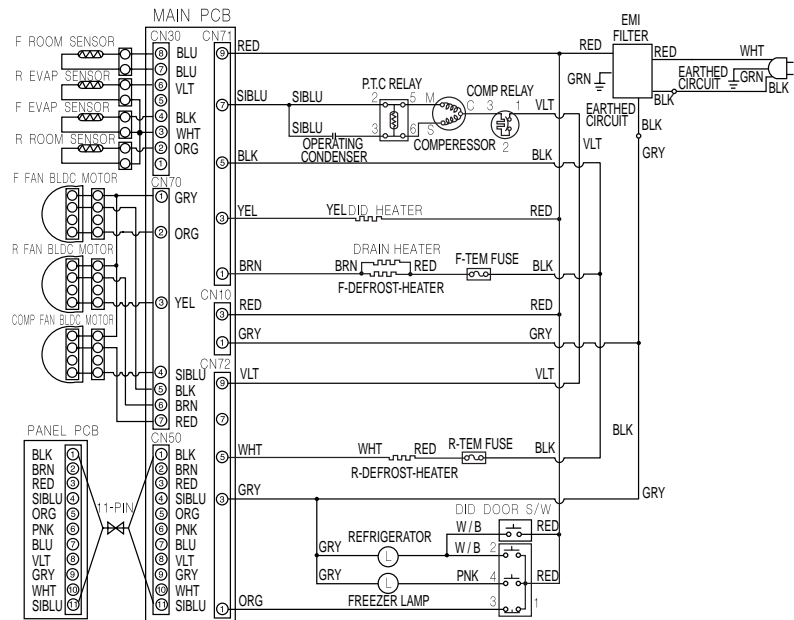 MAIN PCB
EMI
FILTER
F ROOM SENSOR
CN30
CN71
⑧ BLU
⑦ BLU
R EVAP SENSOR
⑥ VLT
⑤
F EVAP SENSOR
④ BLK
③ WHT
R ROOM SENSOR
② ORG
①
F FAN BLDC MOTOR
CN70
① GRY
② ORG
R FAN BLDC MOTOR
③ YEL
COMP FAN BLDC MOTOR
④ SIBLU
⑤ BLK
⑥ BRN
⑦ RED
PANEL PCB
CN50
BLK ①
BRN ②
RED ③
SIBLU ④
ORG ⑤
PNK ⑥
BLU ⑦
VLT ⑧
GRY ⑨
WHT ⑩
SIBLU ⑪
11-PIN
① BLK
② BRN
③ RED
④ SIBLU
⑤ ORG
⑥ PNK
⑦ BLU
⑧ VLT
⑨ GRY
⑩ WHT
⑪ SIBLU
⑨ RED
RED
RED
WHT
GRN
EARTHED
CIRCUIT
GRN
BLK
BLK
EARTHED
CIRCUIT
BLK
GRY
P.T.C RELAY
COMP RELAY
⑦ SIBLU
SIBLU
2 5 M
C 3 1
VLT
SIBLU
3 6 S
2
OPERATING
CONDENSER
COMPERESSOR
VLT
⑤ BLK
BLK
③ YEL
YEL
DID HEATER
RED
DRAIN HEATER
① BRN
BRN
RED
F-TEM FUSE
BLK
F-DEFROST-HEATER
CN10
③ RED
RED
① GRY
GRY
CN72
⑨ VLT
VLT
⑦
BLK
⑤ WHT
WHT
RED
R-TEM FUSE
BLK
R-DEFROST-HEATER
③ GRY
GRY
DID DOOR S/W
W/B
RED
REFRIGERATOR
GRY
L
W/B 2
GRY
L
PNK 4
RED
① ORG
FREEZER LAMP
3
1